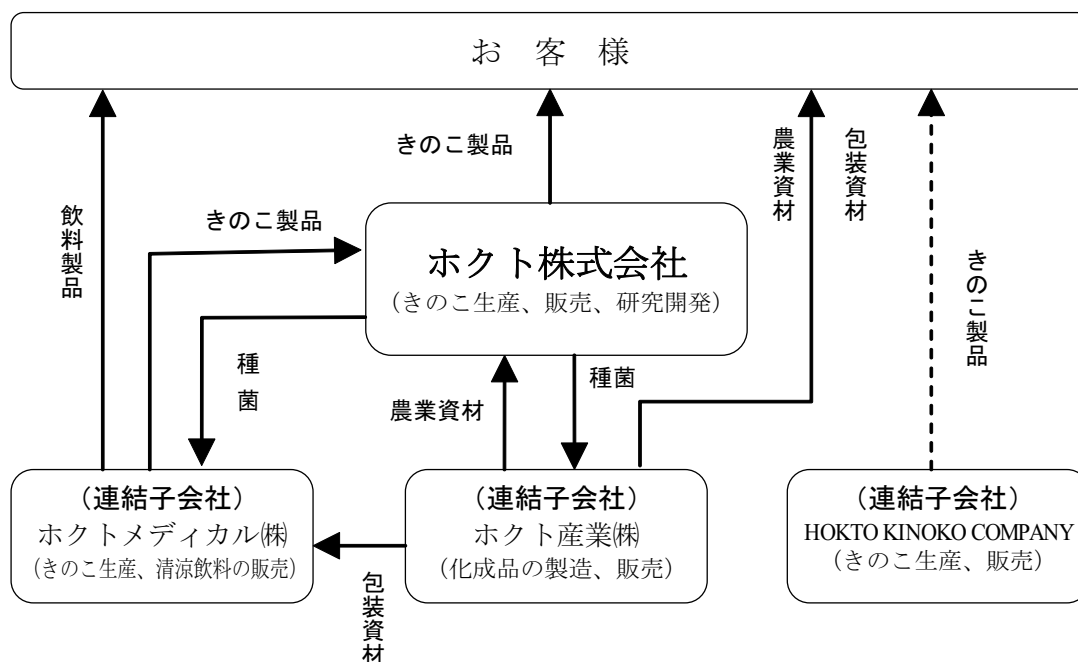 お 客 様
きのこ製品
農業資材
包装資材
飲料製品
きのこ製品
ホクト株式会社
(きのこ生産、販売、研究開発)
きのこ製品
種菌
農業資材
種菌
(連結子会社)
ホクトメディカル㈱
(きのこ生産、清涼飲料の販売)
(連結子会社)
ホクト産業㈱
(化成品の製造、販売)
(連結子会社)
HOKTO KINOKO COMPANY
(きのこ生産、販売)
包装資材